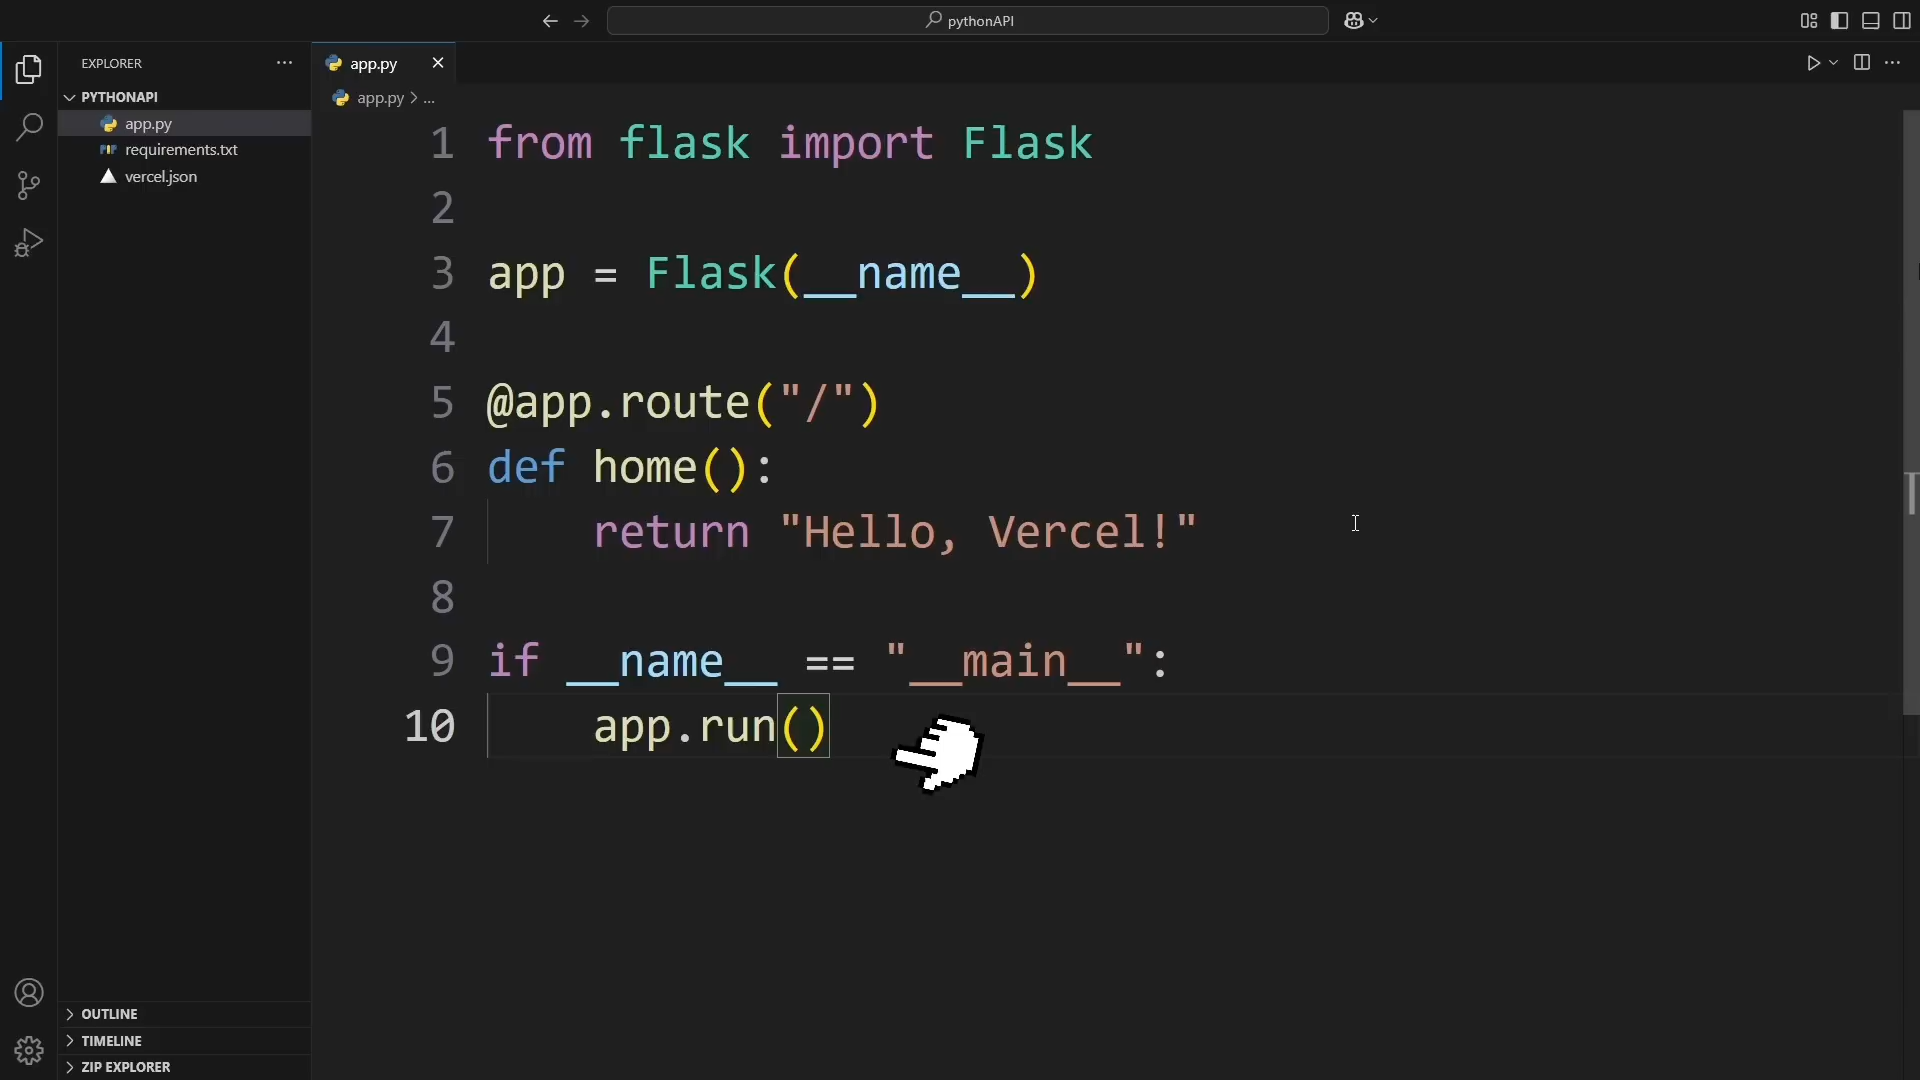 pythonAPI
EXPLORER
PYTHONAPI
app.py
requirements.txt
vercel.json
OUTLINE
TIMELINE
ZIP EXPLORER
app.py
app.py > ...
1 from flask import Flask
2
3 app = Flask(__name__)
4
5 @app.route("/")
6 def home():
7     return "Hello, Vercel!"
8
9 if __name__ == "__main__":
10     app.run()